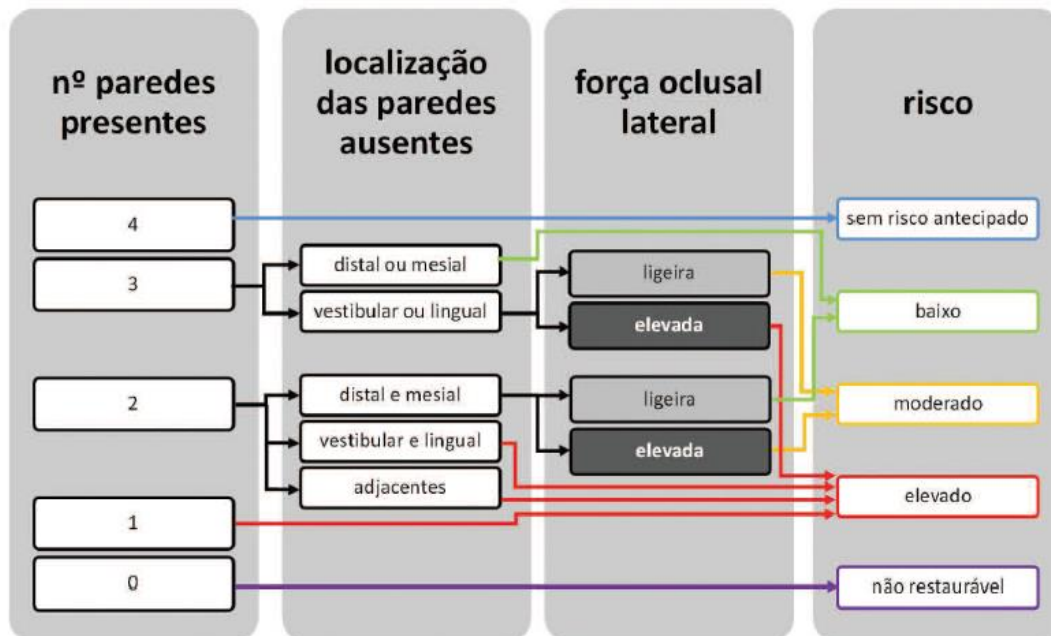 nº paredes
presentes
localização
das paredes
ausentes
força oclusal
lateral
risco
4
sem risco antecipado
3
distal ou mesial
ligeira
vestibular ou lingual
elevada
baixo
2
distal e mesial
ligeira
moderado
vestibular e lingual
elevada
adjacentes
elevado
1
0
não restaurável